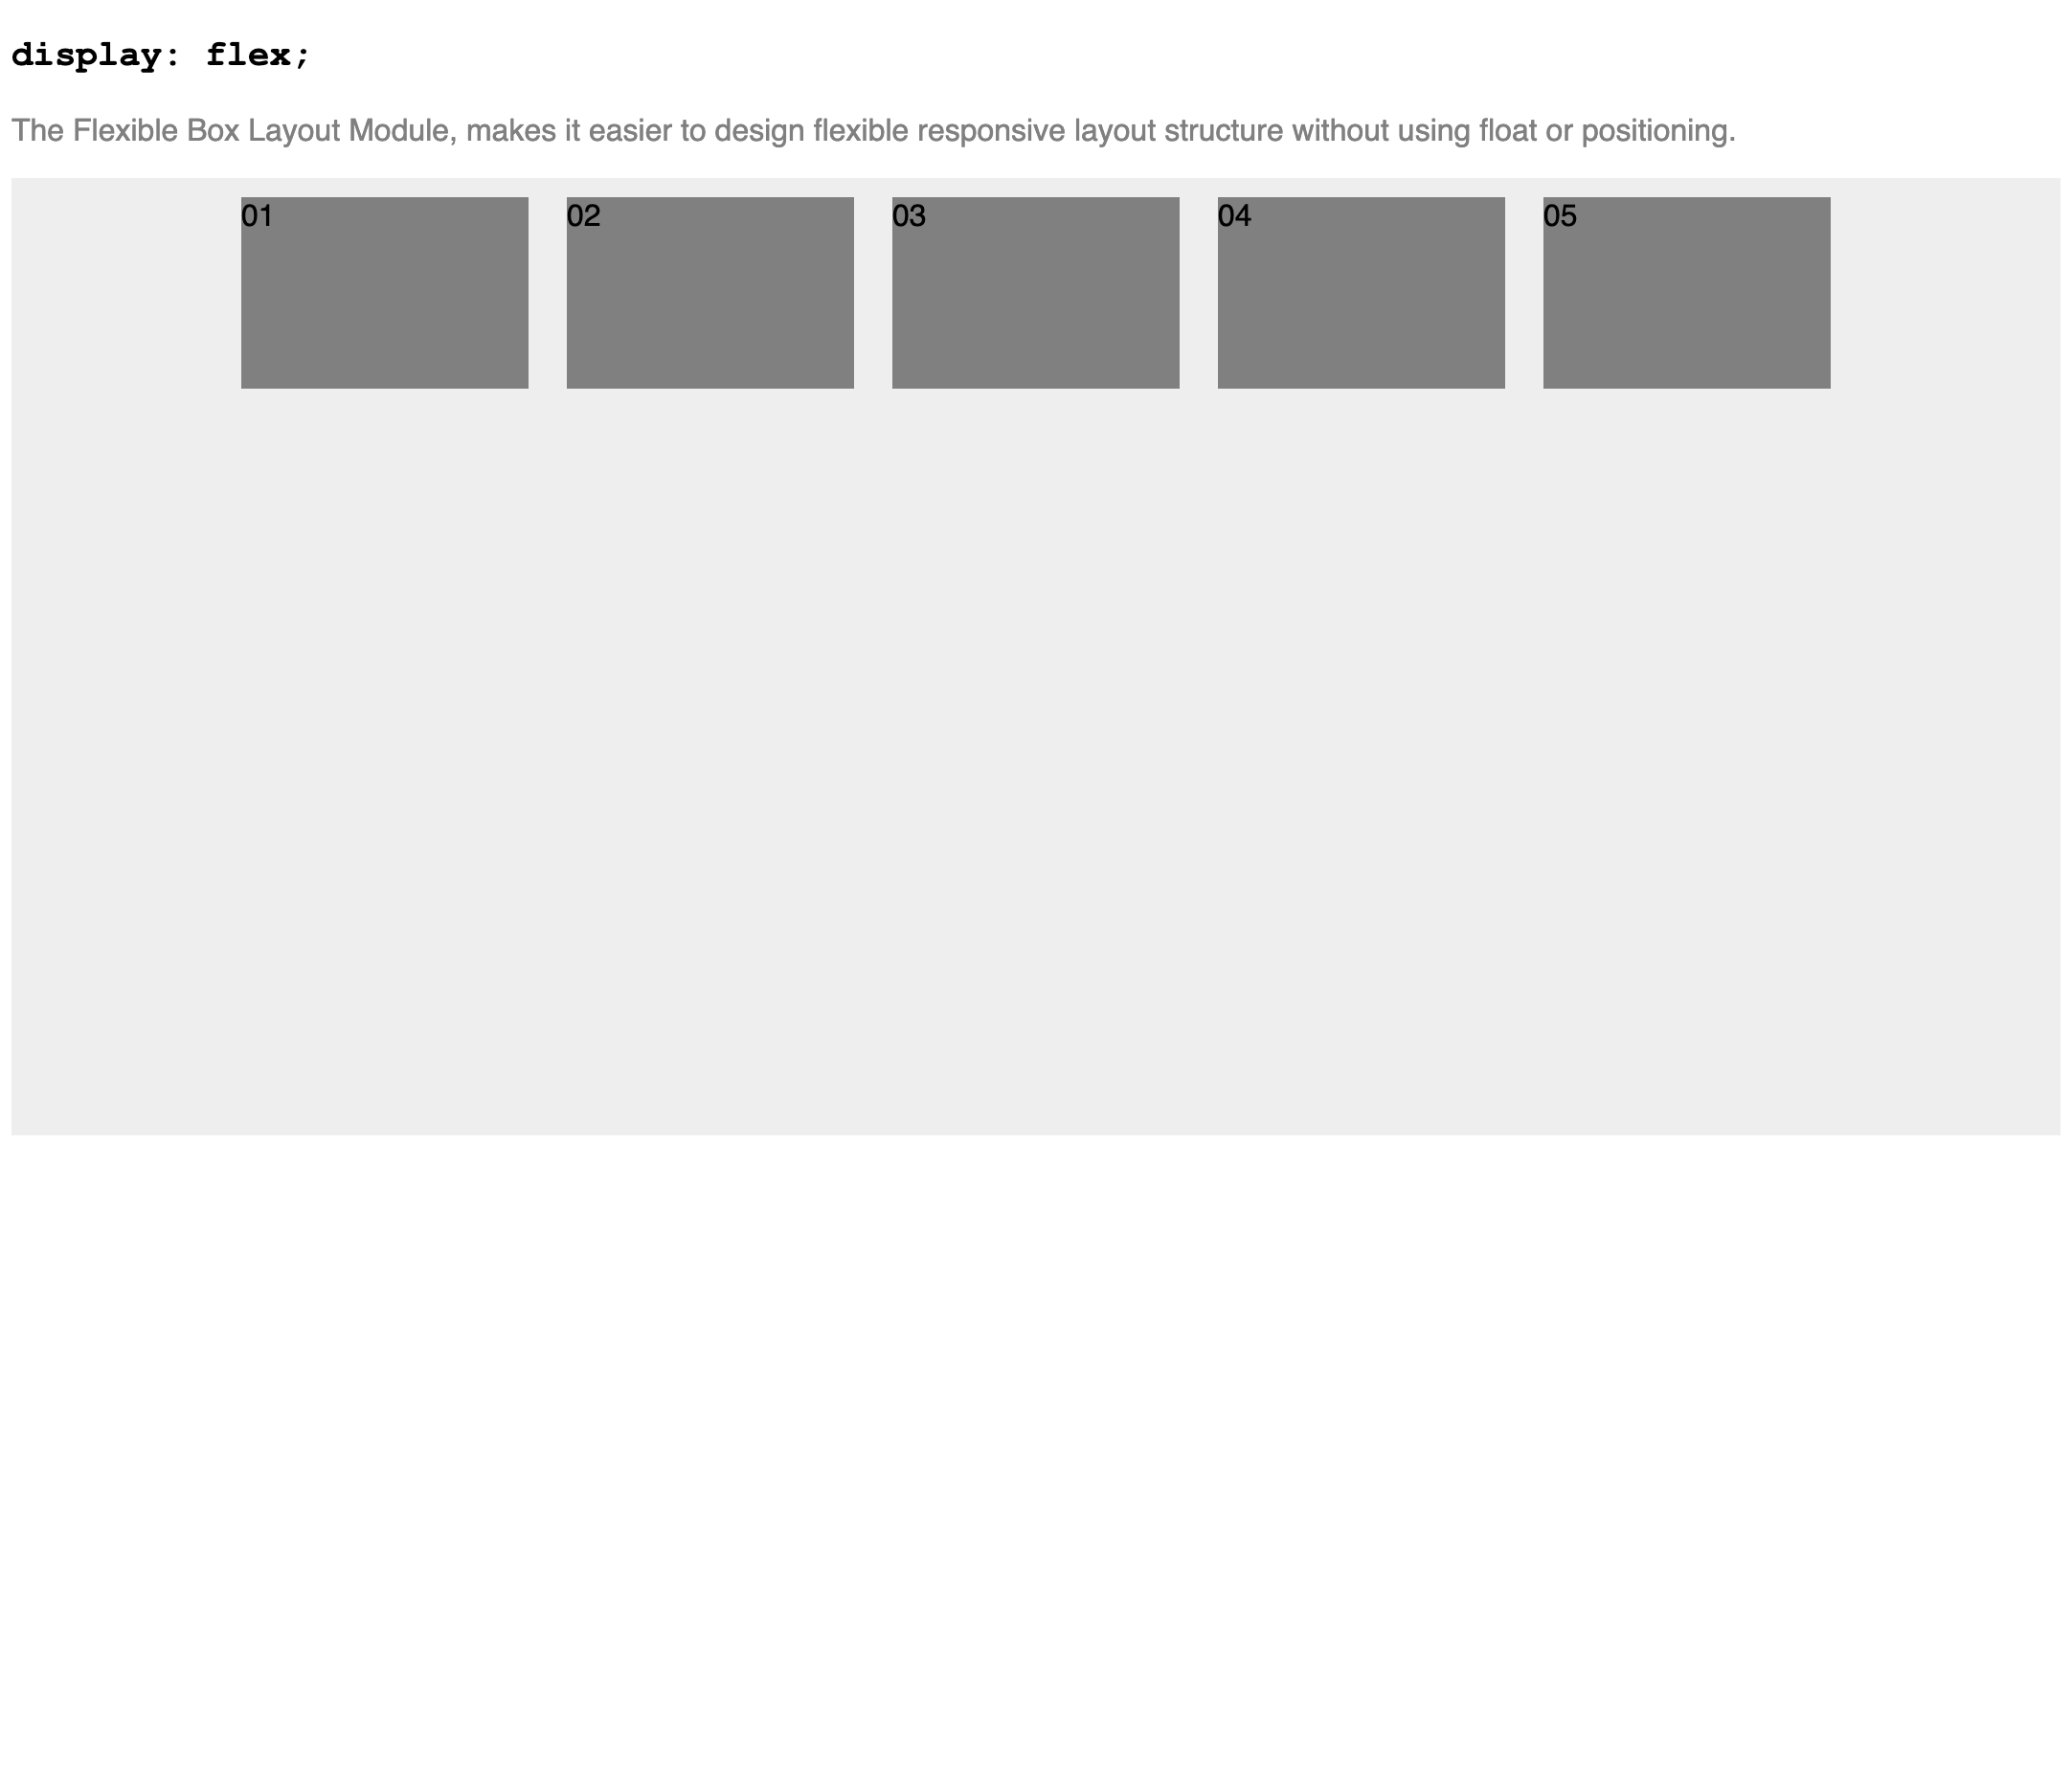 display: flex;
The Flexible Box Layout Module, makes it easier to design flexible responsive layout structure without using float or positioning.
01 02 03 04 05